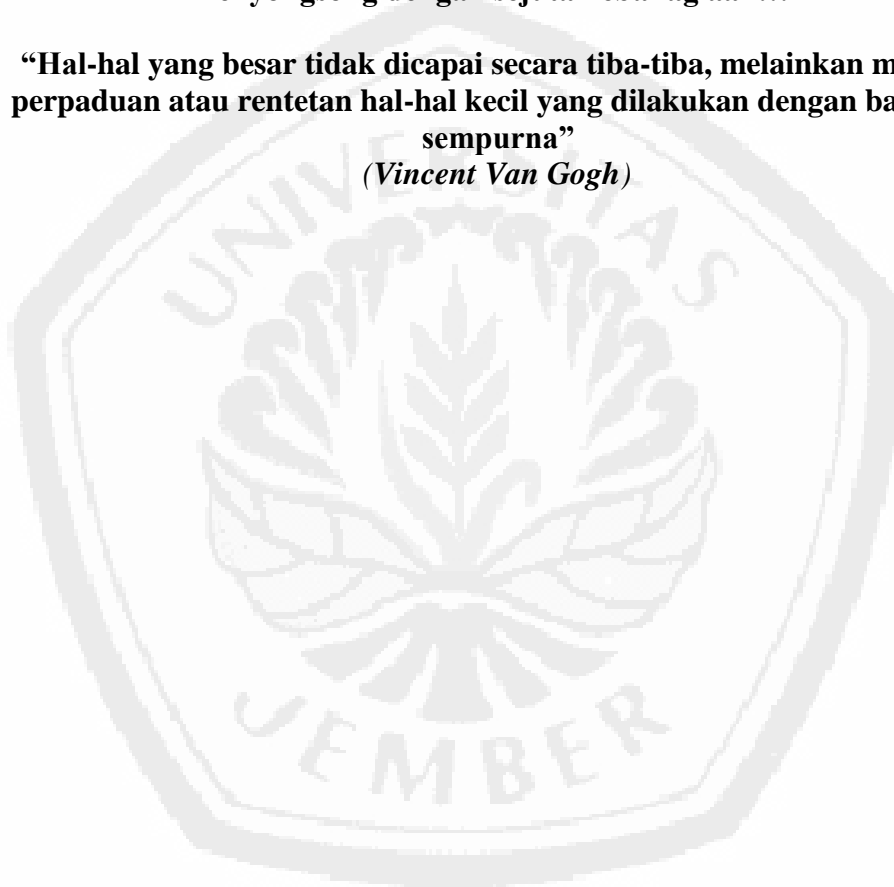 “Hal-hal yang besar tidak dicapai secara tiba-tiba, melainkan
perpaduan atau rentetan hal-hal kecil yang dilakukan dengan
sempurna”
(Vincent Van Gogh)
UNIVERSITAS
JEMBER